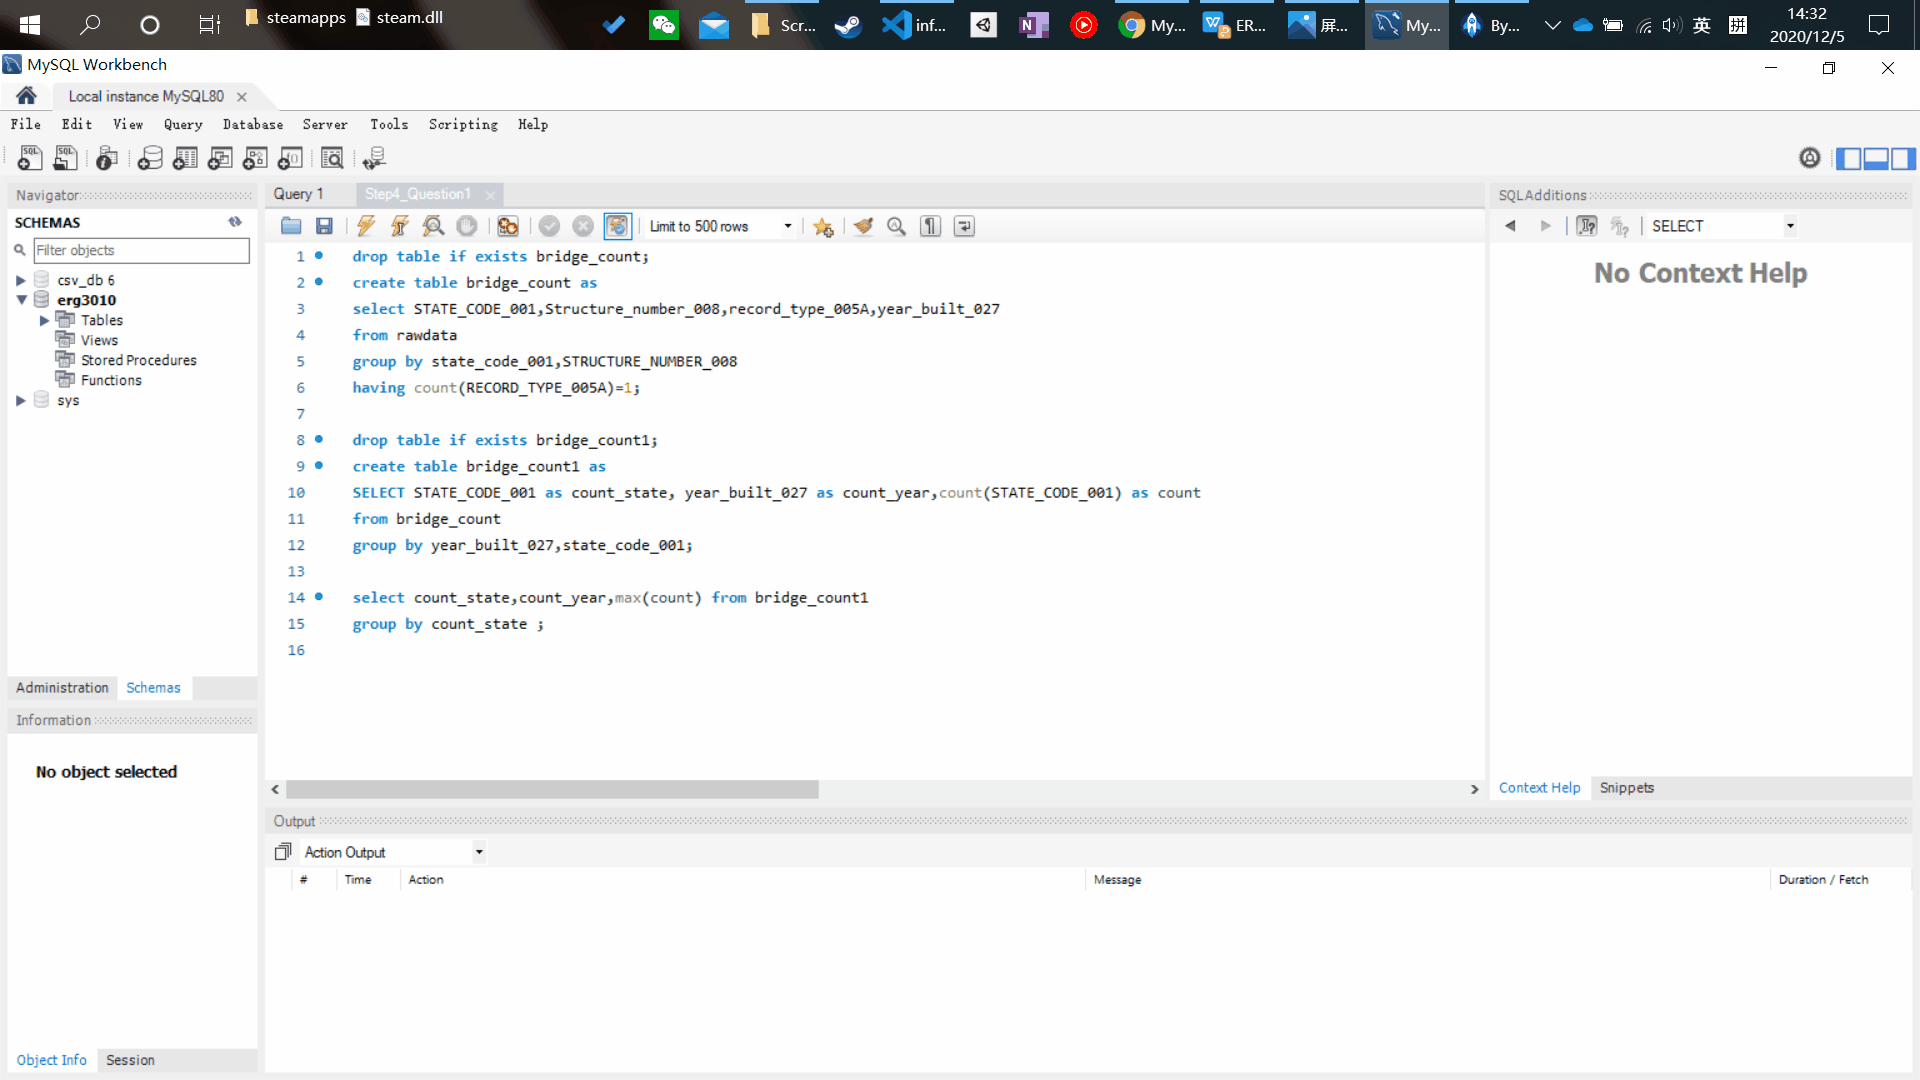 steamapps steam.dll Scr... inf... My... ER... 屏... My... By... 英 拼 14:32
2020/12/5
MySQL Workbench
Local instance MySQL80
File Edit View Query Database Server Tools Scripting Help
Navigator
SCHEMAS
Filter objects
csv_db 6
erg3010
Tables
Views
Stored Procedures
Functions
sys
Administration Schemas
Information
No object selected
Object Info Session
Query 1 Step4_Question1
Limit to 500 rows
1 drop table if exists bridge_count;
2 create table bridge_count as
3 select STATE_CODE_001,Structure_number_008,record_type_005A,year_built_027
4 from rawdata
5 group by state_code_001,STRUCTURE_NUMBER_008
6 having count(RECORD_TYPE_005A)=1;
7
8 drop table if exists bridge_count1;
9 create table bridge_count1 as
10 SELECT STATE_CODE_001 as count_state, year_built_027 as count_year,count(STATE_CODE_001) as count
11 from bridge_count
12 group by year_built_027,state_code_001;
13
14 select count_state,count_year,max(count) from bridge_count1
15 group by count_state ;
16
SQLAdditions
SELECT
No Context Help
Context Help Snippets
Output
Action Output
# Time Action Message Duration / Fetch